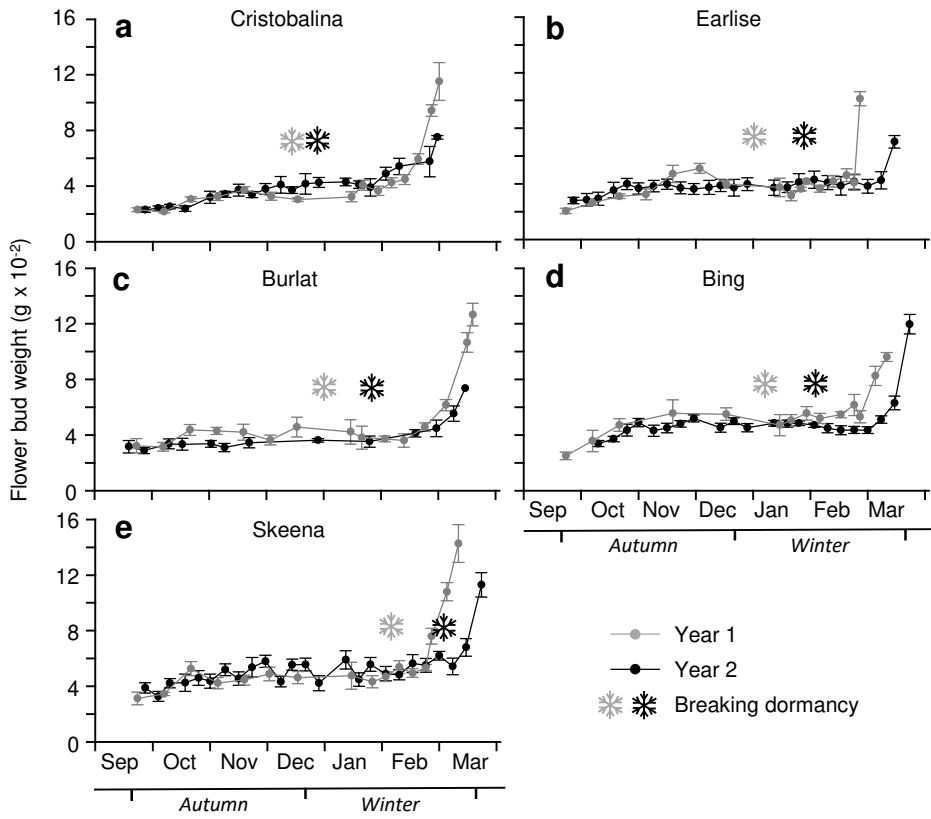 a Cristobalina
16
12
8
4
0
b Earlise
c Burlat
16
12
8
4
0
d Bing
Sep Oct Nov Dec Jan Feb Mar
Autumn Winter
e Skeena
16
12
8
4
0
Sep Oct Nov Dec Jan Feb Mar
Autumn Winter
Flower bud weight (g x 10⁻²)
Year 1
Year 2
Breaking dormancy